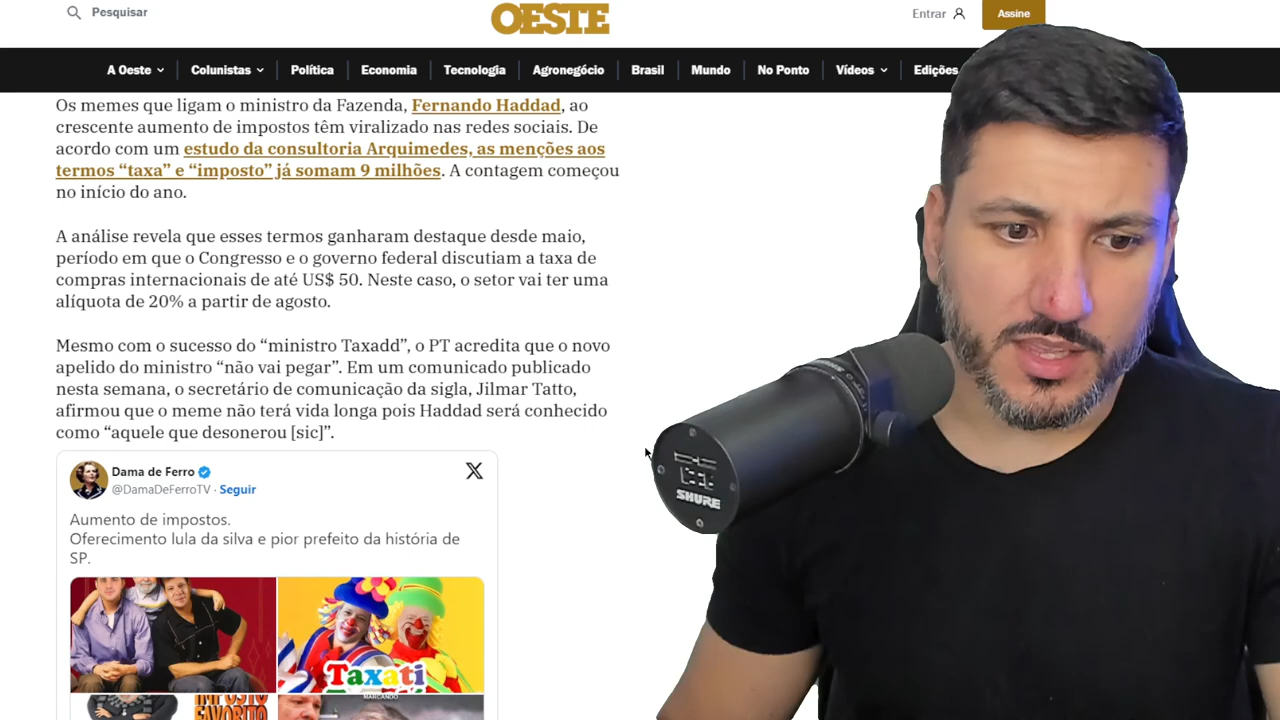 Pesquisar
OESTE
Entrar
Assine
A Oeste
Colunistas
Política
Economia
Tecnologia
Agronegócio
Brasil
Mundo
No Ponto
Vídeos
Edições
Os memes que ligam o ministro da Fazenda, Fernando Haddad, ao
crescente aumento de impostos têm viralizado nas redes sociais. De
acordo com um estudo da consultoria Arquimedes, as menções aos
termos “taxa” e “imposto” já somam 9 milhões. A contagem começou
no início do ano.
A análise revela que esses termos ganharam destaque desde maio,
período em que o Congresso e o governo federal discutiam a taxa de
compras internacionais de até US$ 50. Neste caso, o setor vai ter uma
alíquota de 20% a partir de agosto.
Mesmo com o sucesso do “ministro Taxadd”, o PT acredita que o novo
apelido do ministro “não vai pegar”. Em um comunicado publicado
nesta semana, o secretário de comunicação da sigla, Jilmar Tatto,
afirmou que o meme não terá vida longa pois Haddad será conhecido
como “aquele que desonerou [sic]”.
Dama de Ferro
@DamaDeFerroTV · Seguir
Aumento de impostos.
Oferecimento lula da silva e pior prefeito da história de
SP.
Taxati
IMPOSTO
FAVORITO
MARCANDO
SHURE